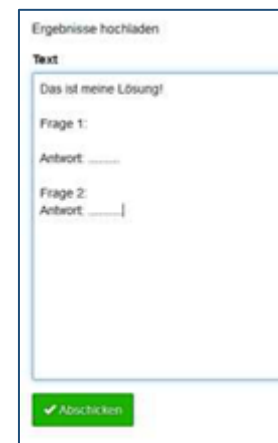 Ergebnisse hochladen
Text
Das ist meine Lösung!
Frage 1:
Antwort: ..........
Frage 2:
Antwort: ..........
Abschicken